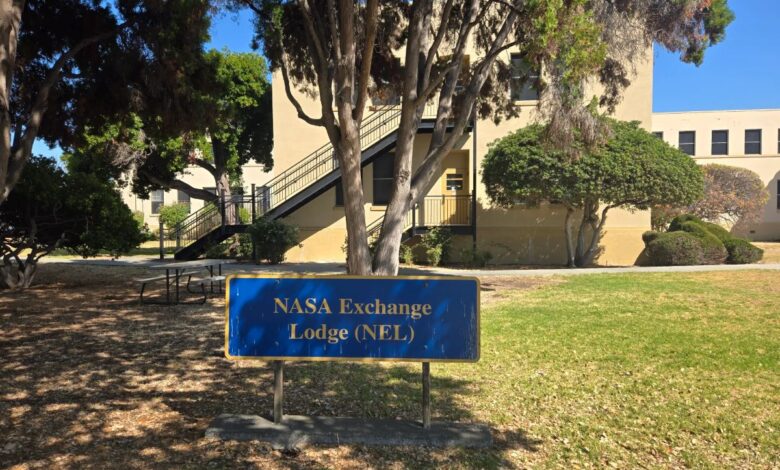 NASA Exchange
Lodge (NEL)